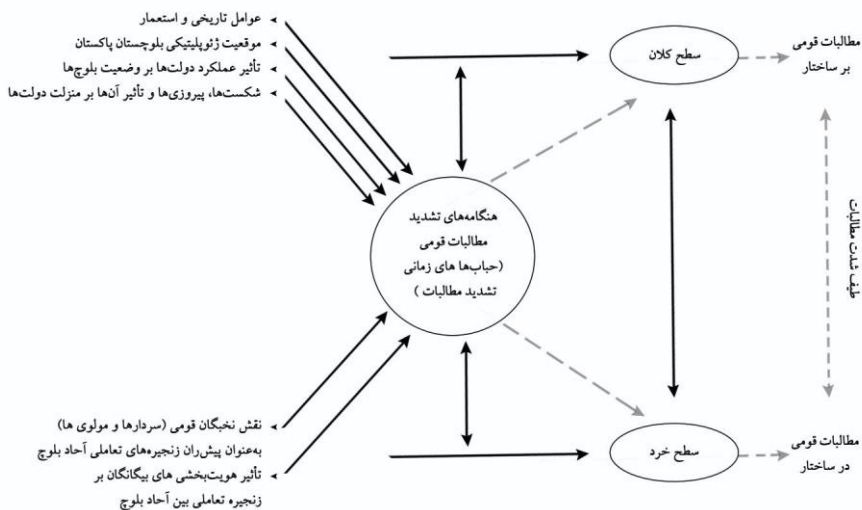 عوامل تاریخی و استعمار
موقعیت ژئوپلیتیکی بلوچستان پاکستان
تأثیر عملکرد دولت‌ها بر وضعیت بلوچ‌ها
شکست‌ها، پیروزی‌ها و تأثیر آن‌ها بر منزلت دولت‌ها
سطح کلان
مطالبات قومی
بر ساختار
هنگامه‌های تشدید
مطالبات قومی
(حباب‌ها های زمانی
تشدید مطالبات )
طیف شدت مطالبات
نقش نخبگان قومی (سردارها و مولوی ها)
به‌عنوان پیش‌ران زنجیره‌های تعاملی آحاد بلوچ
تأثیر هویت‌بخشی های بیگانگان بر
زنجیره تعاملی بین آحاد بلوچ
سطح خرد
مطالبات قومی
در ساختار